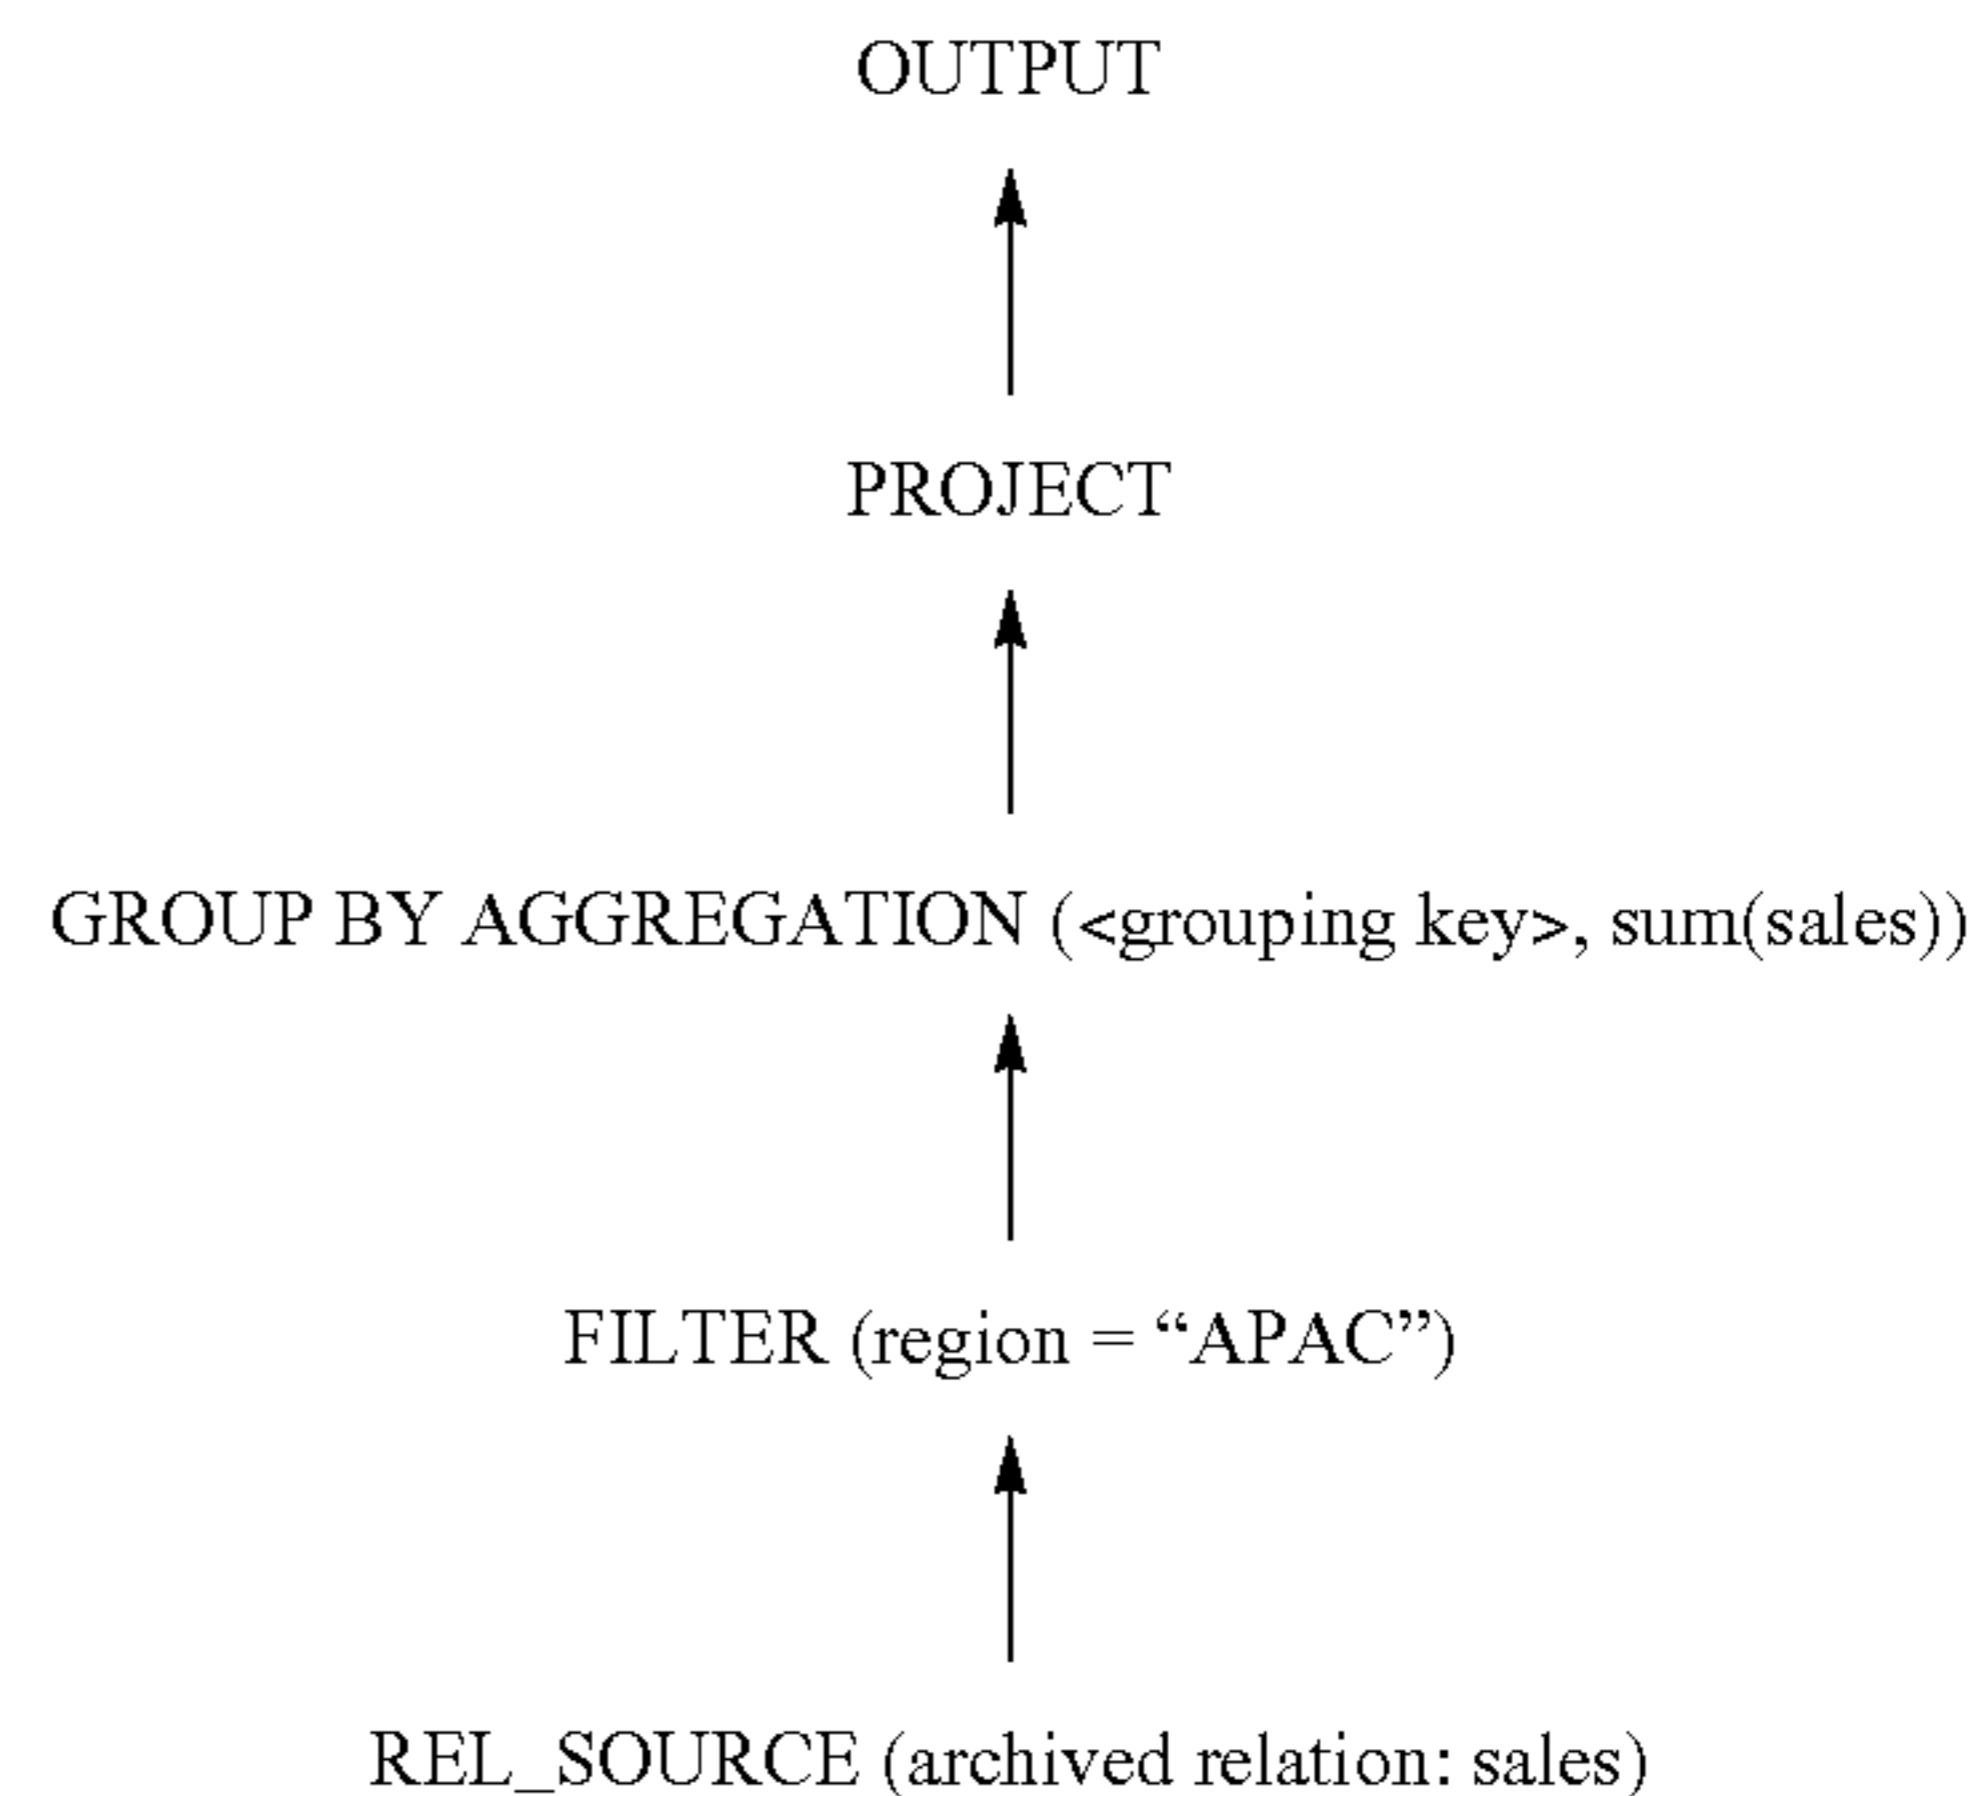 OUTPUT
PROJECT
GROUP BY AGGREGATION (<grouping key>, sum(sales))
FILTER (region = “APAC”)
REL_SOURCE (archived relation: sales)